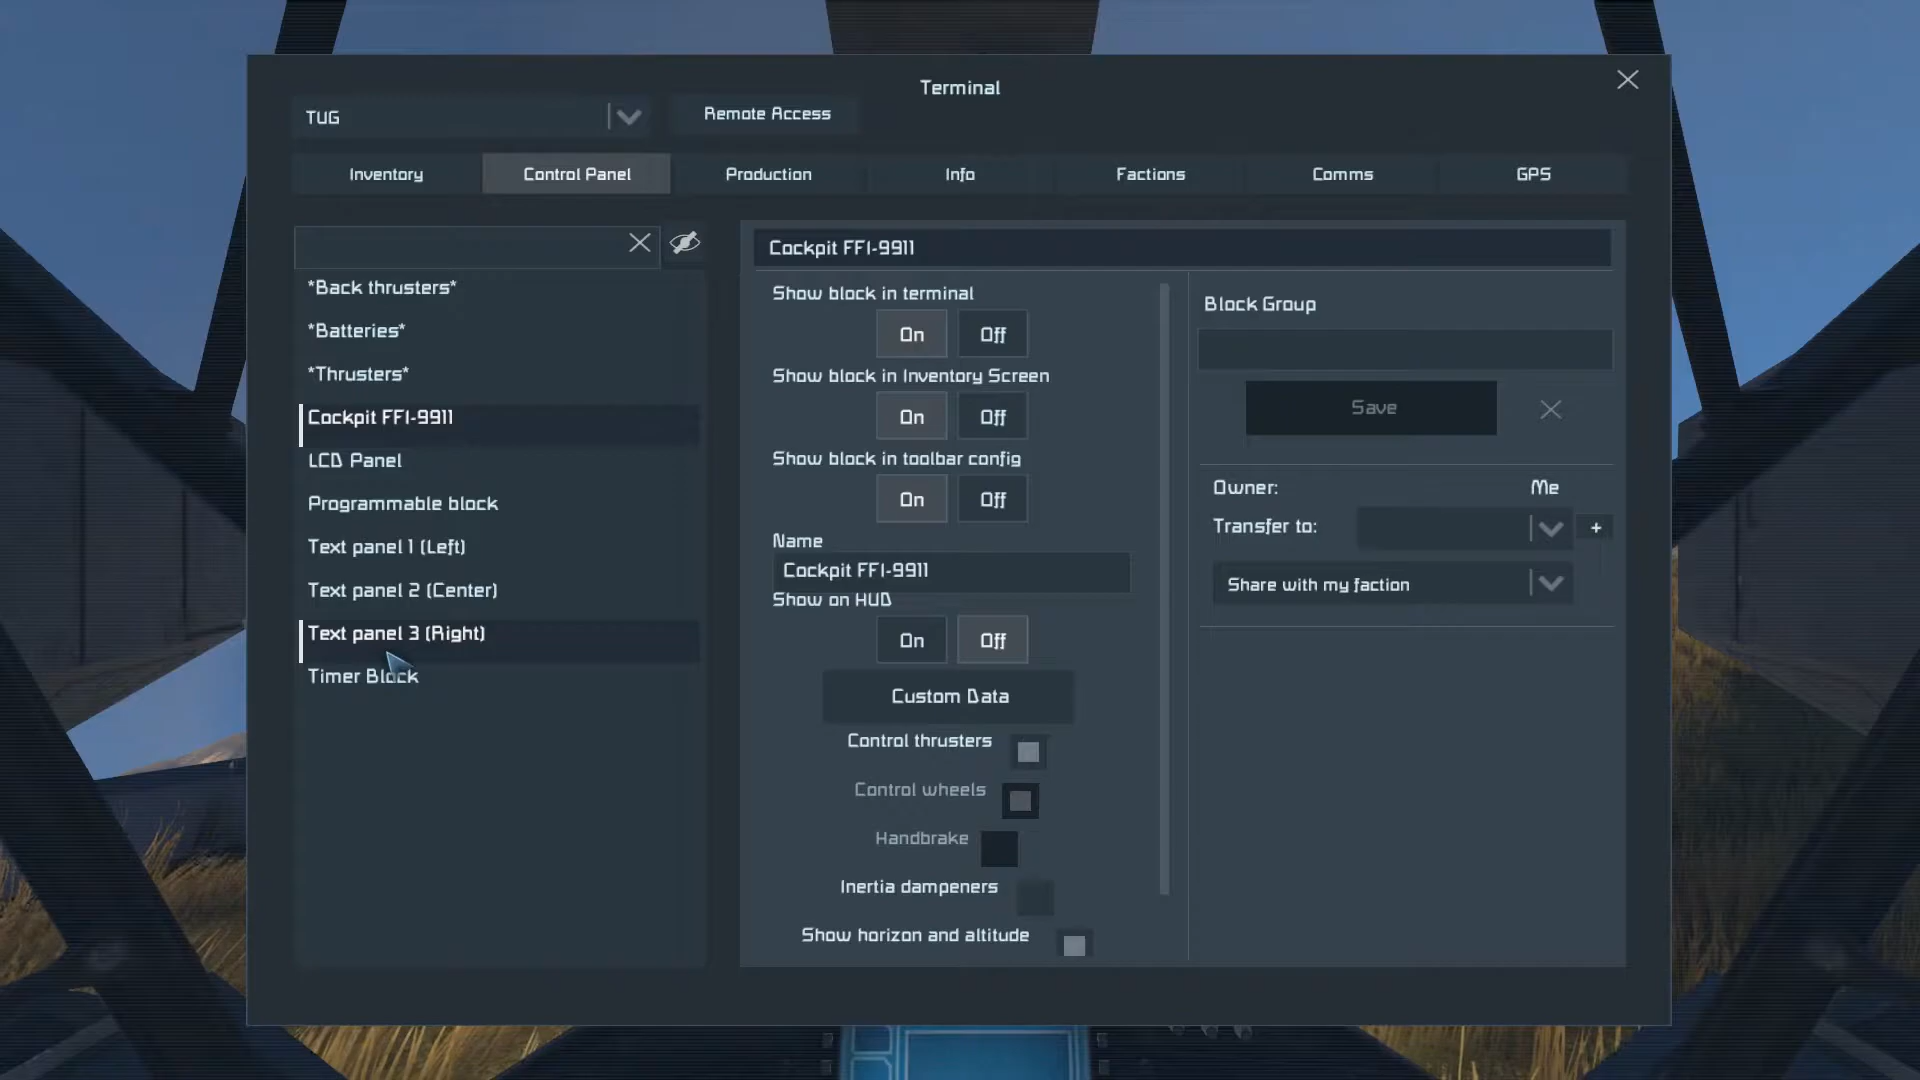 Terminal
TUG
Remote Access
Inventory
Control Panel
Production
Info
Factions
Comms
GPS
*Back thrusters*
*Batteries*
*Thrusters*
Cockpit FF1-9911
LCD Panel
Programmable block
Text panel 1 (Left)
Text panel 2 (Center)
Text panel 3 (Right)
Timer Block
Cockpit FF1-9911
Show block in terminal
On Off
Show block in Inventory Screen
On Off
Show block in toolbar config
On Off
Name
Cockpit FF1-9911
Show on HUD
On Off
Custom Data
Control thrusters
Control wheels
Handbrake
Inertia dampeners
Show horizon and altitude
Block Group
Save
Owner: Me
Transfer to:
+
Share with my faction